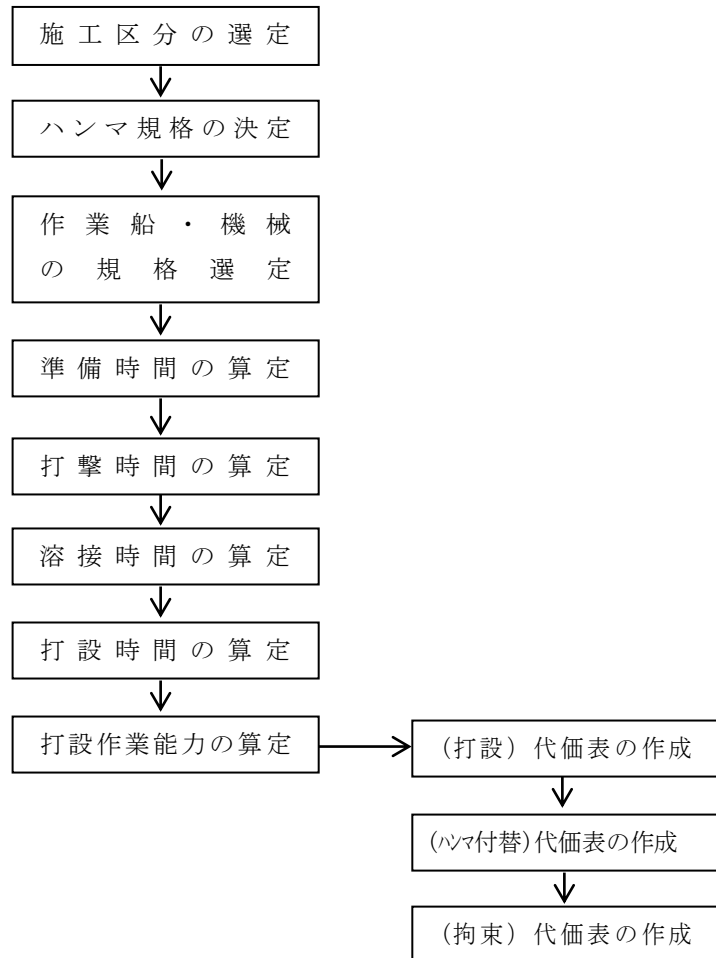 施工区分の選定
ハンマ規格の決定
作業船・機械
の規格選定
準備時間の算定
打撃時間の算定
溶接時間の算定
打設時間の算定
打設作業能力の算定
(打設)代価表の作成
(ﾊﾝﾏ付替)代価表の作成
(拘束)代価表の作成